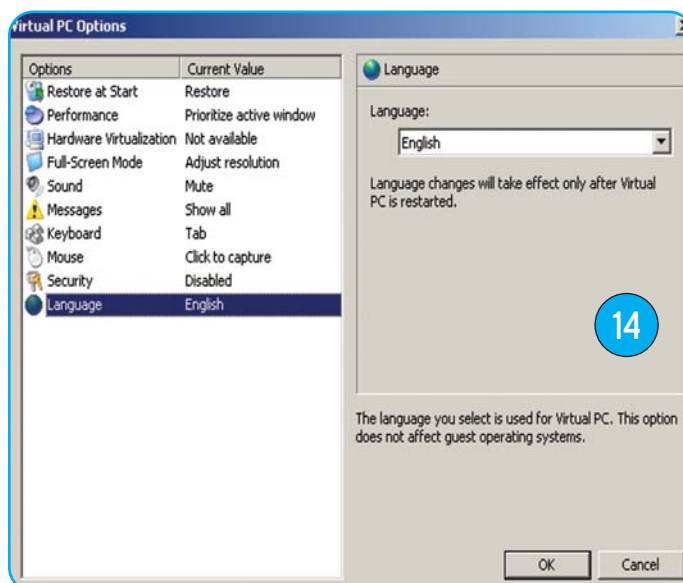 Virtual PC Options
Options Current Value
Restore at Start Restore
Performance Prioritize active window
Hardware Virtualization Not available
Full-Screen Mode Adjust resolution
Sound Mute
Messages Show all
Keyboard Tab
Mouse Click to capture
Security Disabled
Language English
Language
Language:
English
Language changes will take effect only after Virtual
PC is restarted.
14
The language you select is used for Virtual PC. This option
does not affect guest operating systems.
OK Cancel